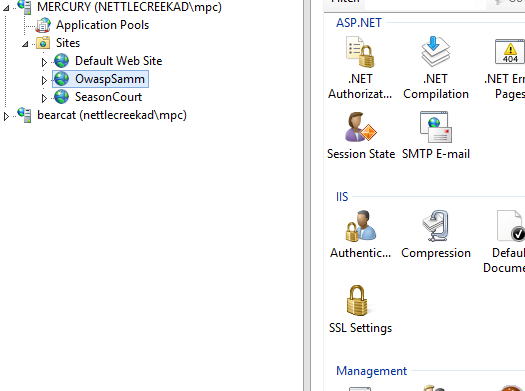 MERCURY (NETTLECREEKAD\mpc)
Application Pools
Sites
Default Web Site
OwaspSamm
SeasonCourt
bearcat (nettlecreekad\mpc)
ASP.NET
.NET
Authorizat...
.NET
Compilation
.NET Err
Pages
404
Session State
SMTP E-mail
IIS
Authentic...
Compression
Defaul
Docume
SSL Settings
Management